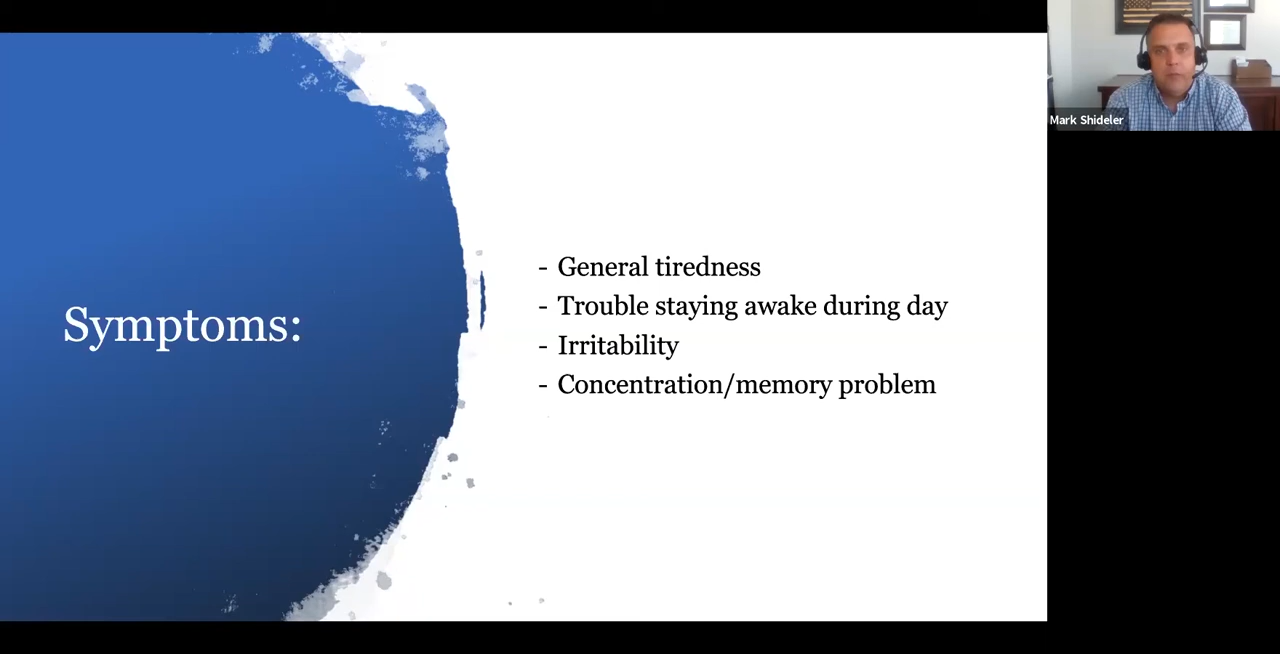 Mark Shideler
Symptoms:
- General tiredness
- Trouble staying awake during day
- Irritability
- Concentration/memory problem